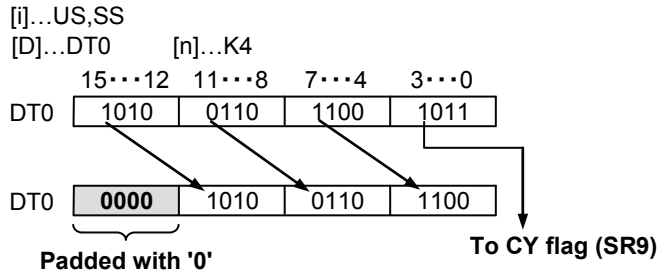 [i]…US,SS
[D]…DT0 [n]…K4
15···12 11···8 7···4 3···0
DT0 1010 0110 1100 1011
DT0 0000 1010 0110 1100
Padded with '0'
To CY flag (SR9)